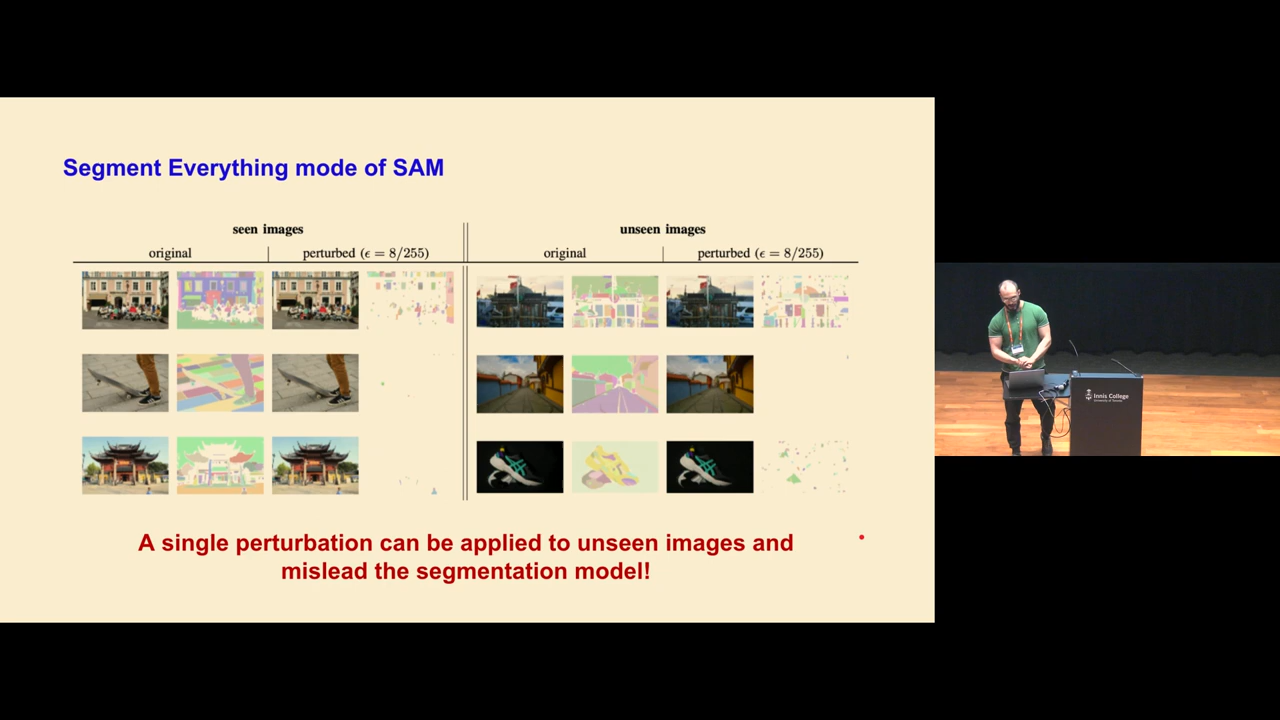 Segment Everything mode of SAM
seen images
unseen images
original
perturbed (ϵ = 8/255)
original
perturbed (ϵ = 8/255)
A single perturbation can be applied to unseen images and
mislead the segmentation model!
Innis College